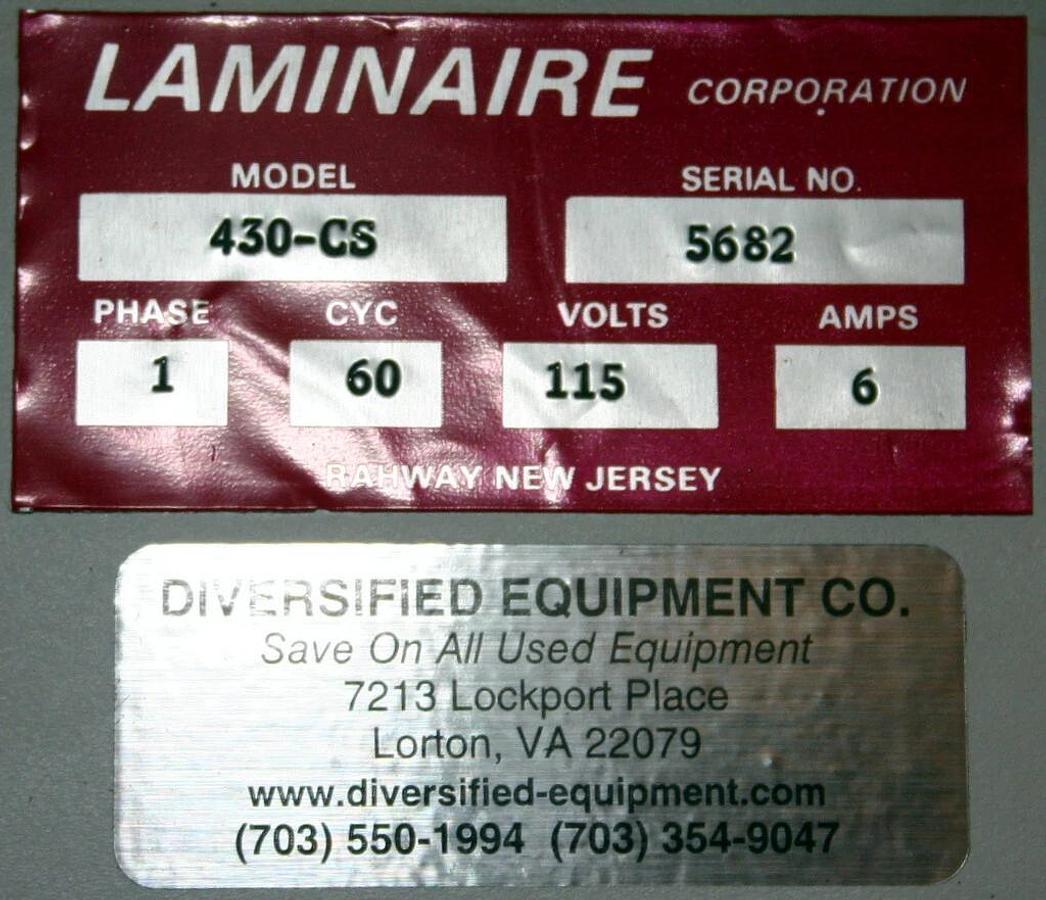 LAMINAIRE CORPORATION
MODEL SERIAL NO.
430-CS 5682
PHASE CYC VOLTS AMPS
1 60 115 6
RAHWAY NEW JERSEY
DIVERSIFIED EQUIPMENT CO.
Save On All Used Equipment
7213 Lockport Place
Lorton, VA 22079
www.diversified-equipment.com
(703) 550-1994 (703) 354-9047